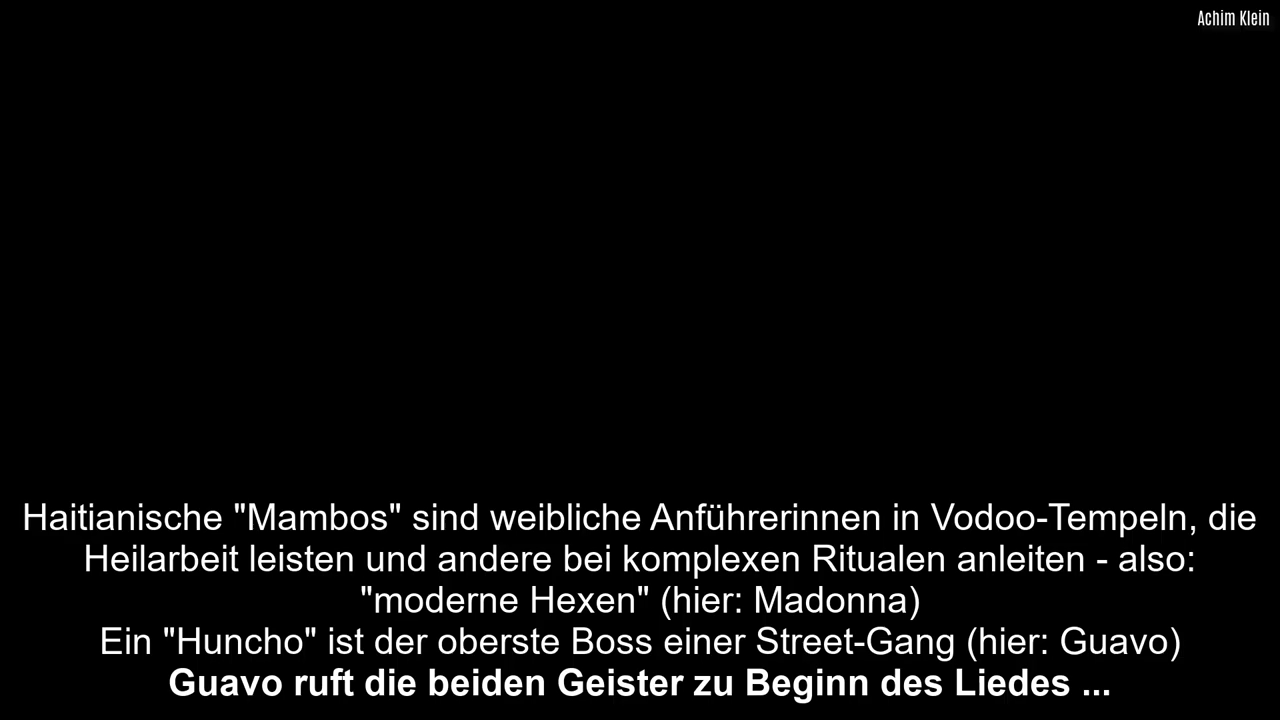 Achim Klein
Haitianische "Mambos" sind weibliche Anführerinnen in Vodoo-Tempeln, die
Heilarbeit leisten und andere bei komplexen Ritualen anleiten - also:
"moderne Hexen" (hier: Madonna)
Ein "Huncho" ist der oberste Boss einer Street-Gang (hier: Guavo)
Guavo ruft die beiden Geister zu Beginn des Liedes ...